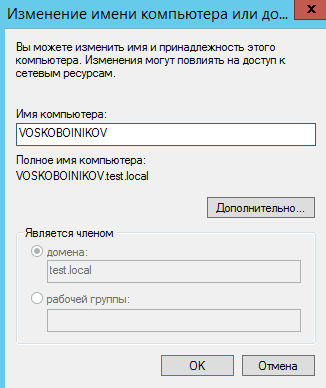 Изменение имени компьютера или до...
x
Вы можете изменить имя и принадлежность этого
компьютера. Изменения могут повлиять на доступ к
сетевым ресурсам.
Имя компьютера:
VOSKOBOINIKOV
Полное имя компьютера:
VOSKOBOINIKOV.test.local
Дополнительно...
Является членом
домена:
test.local
рабочей группы:
OK
Отмена